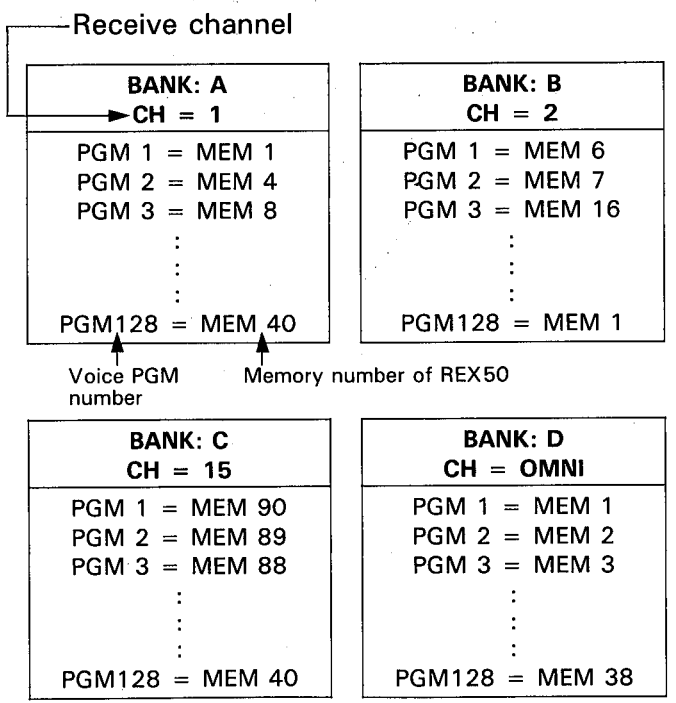 Receive channel
BANK: A
CH = 1
PGM 1 = MEM 1
PGM 2 = MEM 4
PGM 3 = MEM 8
:
:
:
PGM128 = MEM 40
Voice PGM
number
Memory number of REX50
BANK: B
CH = 2
PGM 1 = MEM 6
PGM 2 = MEM 7
PGM 3 = MEM 16
:
:
:
PGM128 = MEM 1
BANK: C
CH = 15
PGM 1 = MEM 90
PGM 2 = MEM 89
PGM 3 = MEM 88
:
:
:
PGM128 = MEM 40
BANK: D
CH = OMNI
PGM 1 = MEM 1
PGM 2 = MEM 2
PGM 3 = MEM 3
:
:
:
PGM128 = MEM 38